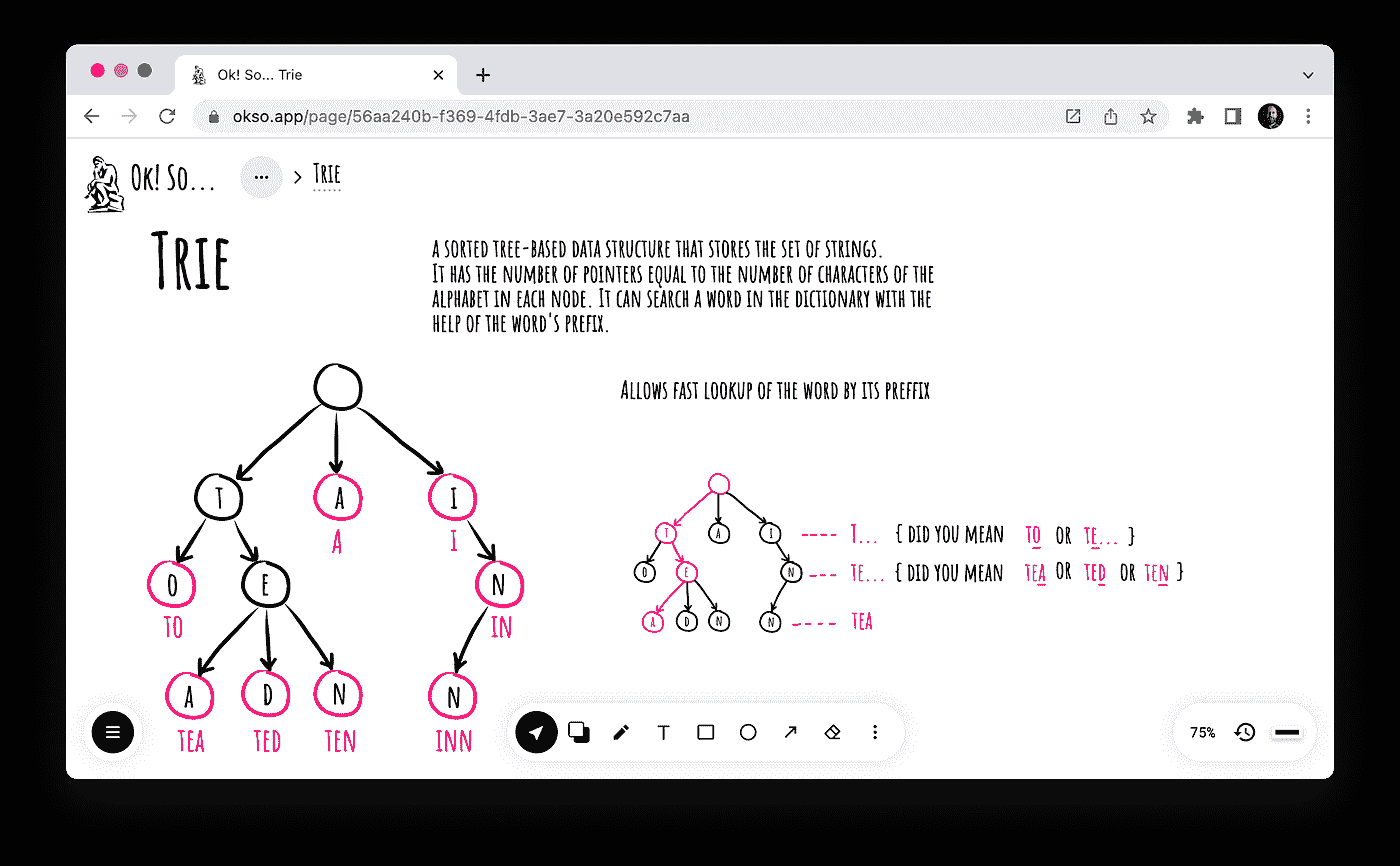 Ok! So... Trie
okso.app/page/56aa240b-f369-4fdb-3ae7-3a20e592c7aa
OK! SO...
... > TRIE
TRIE
A SORTED TREE-BASED DATA STRUCTURE THAT STORES THE SET OF STRINGS.
IT HAS THE NUMBER OF POINTERS EQUAL TO THE NUMBER OF CHARACTERS OF THE
ALPHABET IN EACH NODE. IT CAN SEARCH A WORD IN THE DICTIONARY WITH THE
HELP OF THE WORD'S PREFIX.
ALLOWS FAST LOOKUP OF THE WORD BY ITS PREFFIX
T A I
A I
O E N
TO IN
A D N N
TEA TED TEN INN
T A I ---- T... { DID YOU MEAN TO OR TE... }
O E N --- TE... { DID YOU MEAN TEA OR TED OR TEN }
A D N N ---- TEA
T
75%